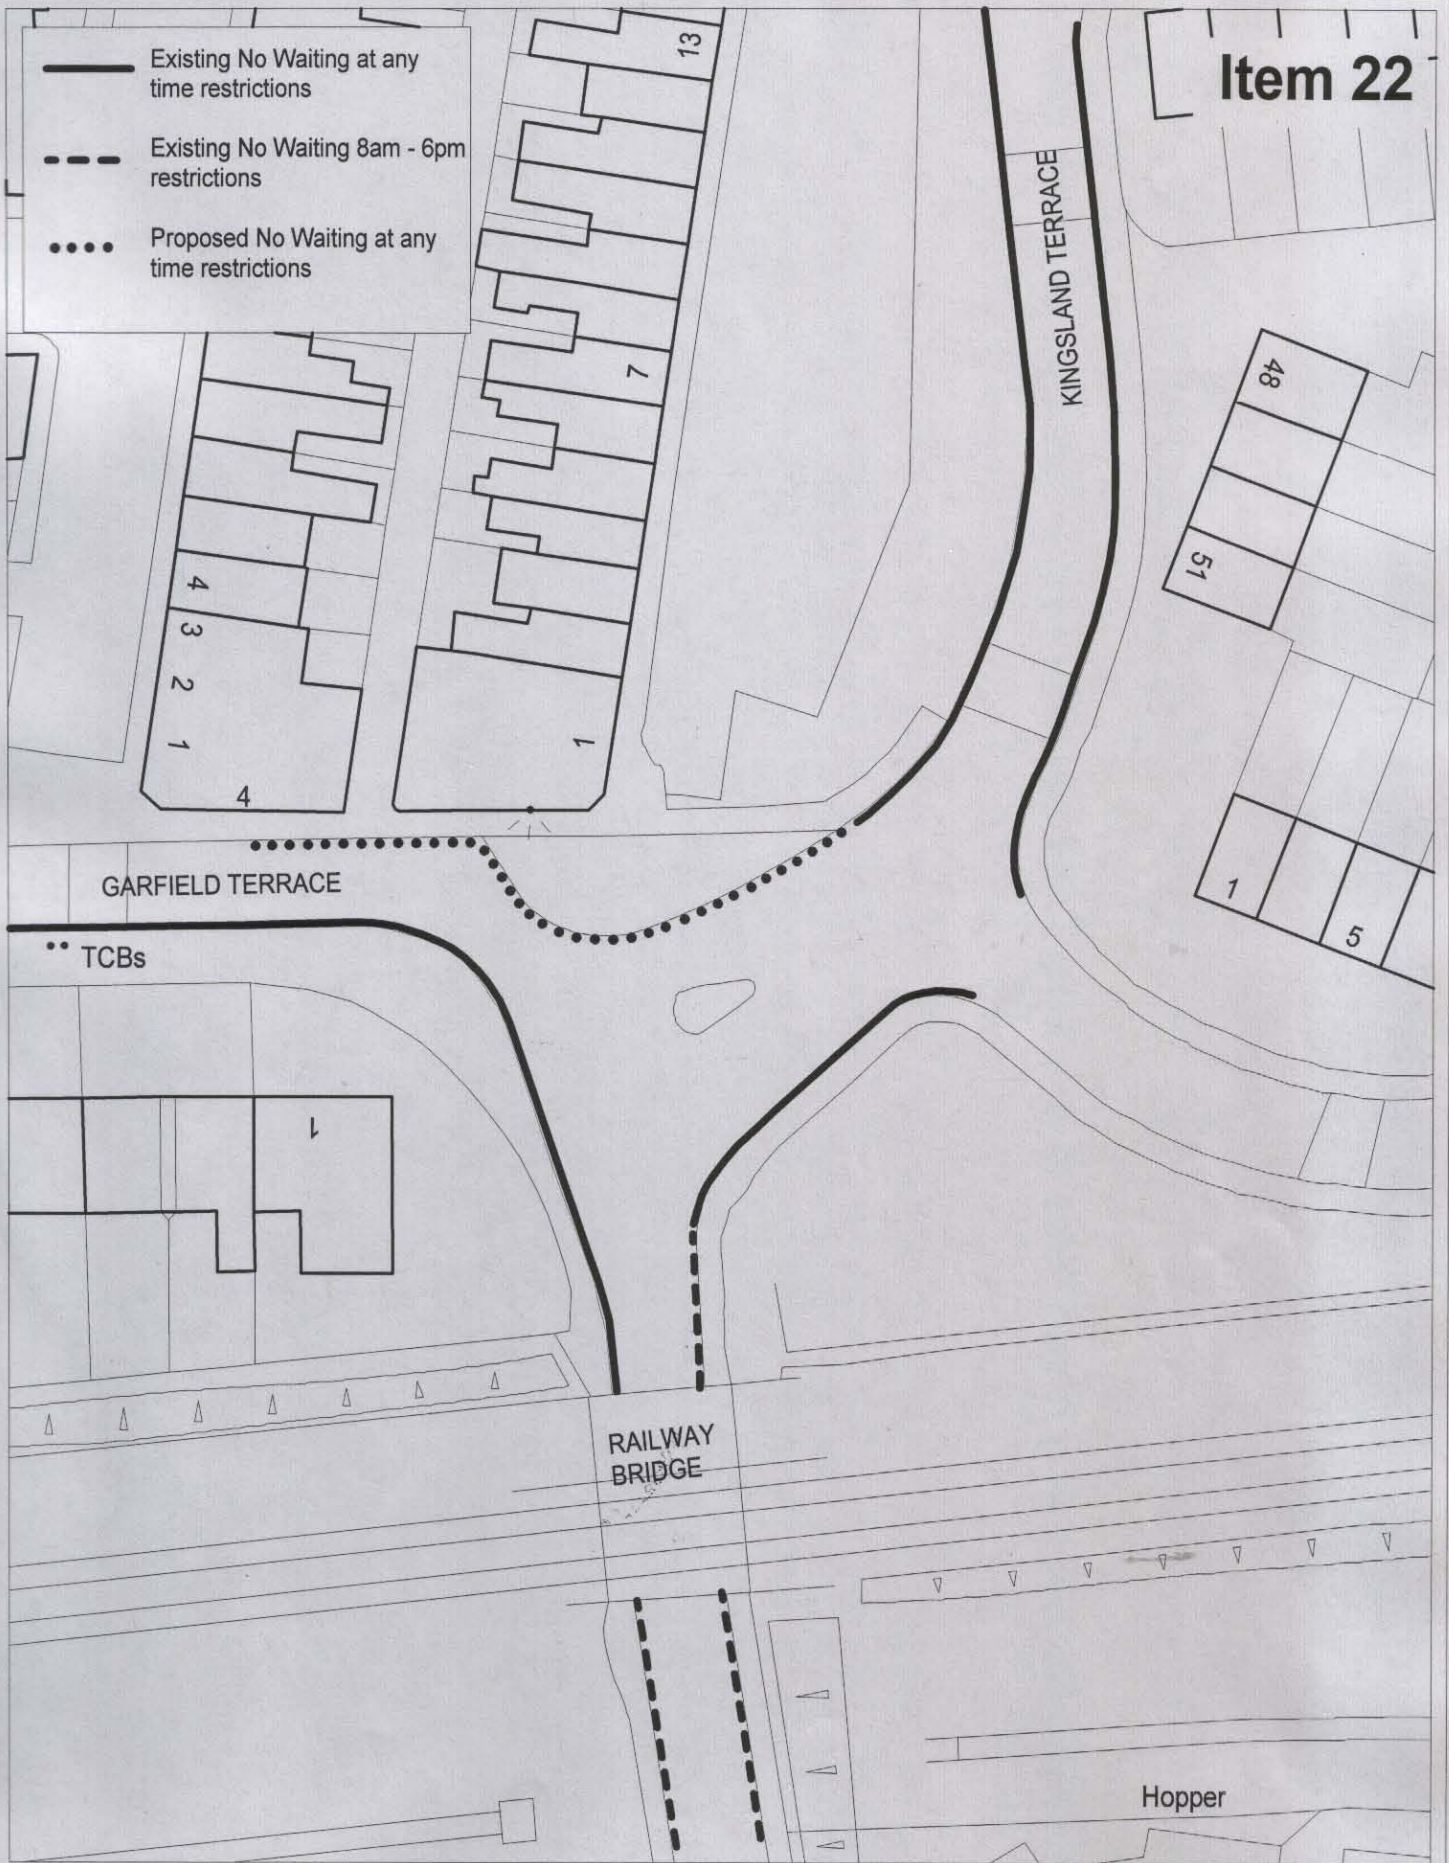 Existing No Waiting at any
time restrictions
Existing No Waiting 8am - 6pm
restrictions
Proposed No Waiting at any
time restrictions
Item 22
13
KINGSLAND TERRACE
7
48
51
4
3
2
1
4
1
GARFIELD TERRACE
TCBs
1
5
1
RAILWAY
BRIDGE
Hopper